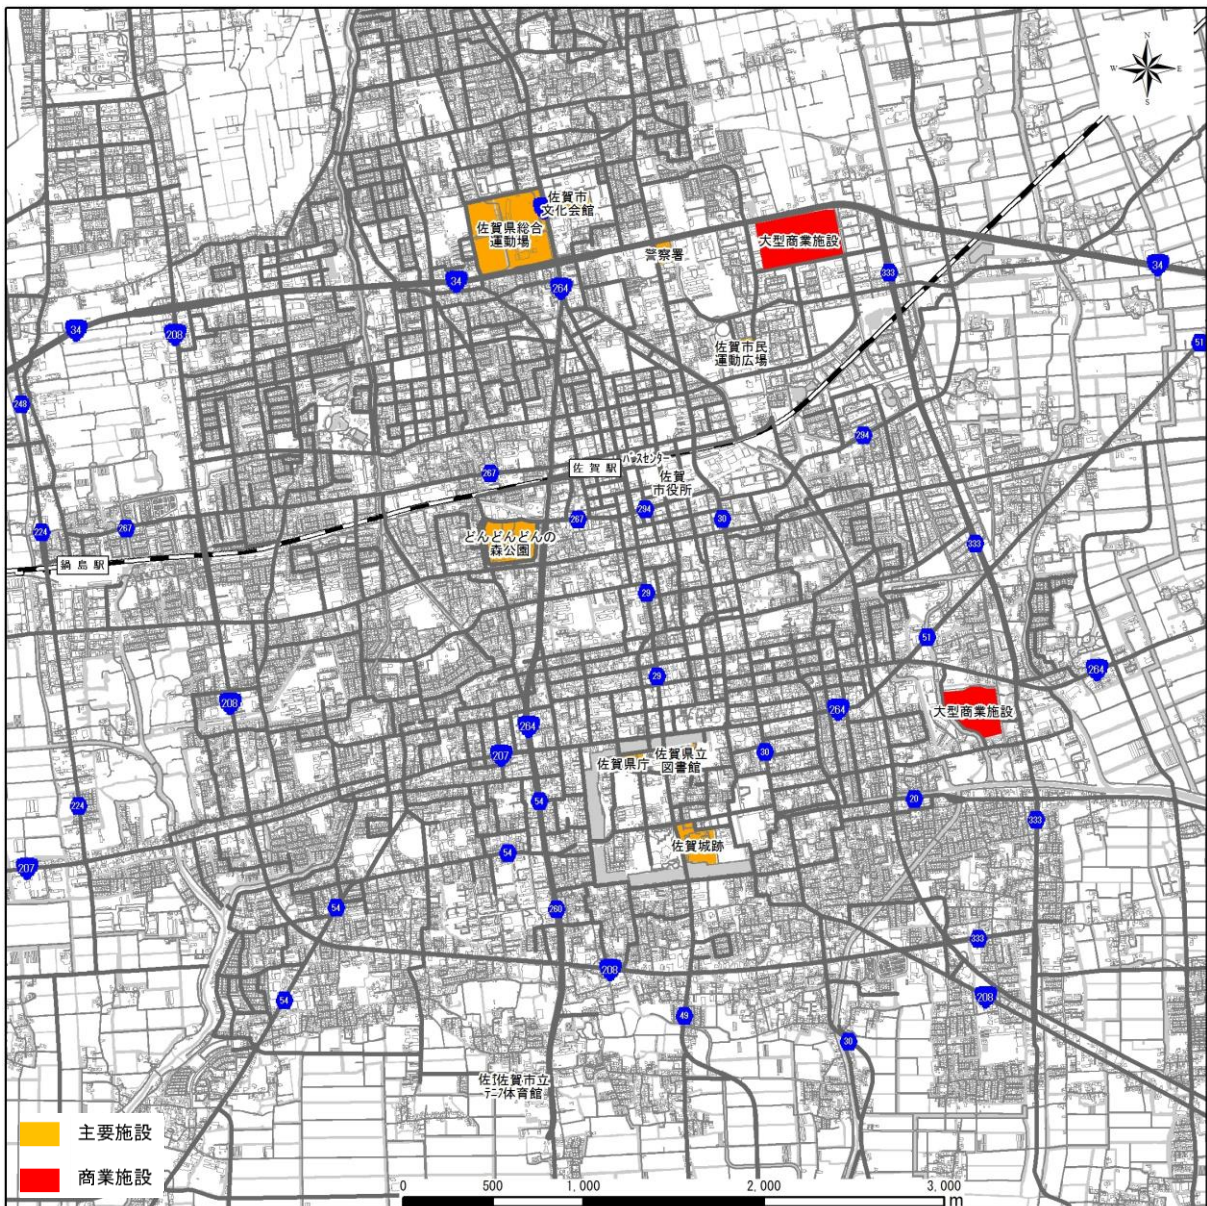 N
W
E
S
佐賀市
文化会館
佐賀県総合
運動場
警察署
大型商業施設
333
34
34
264
34
208
佐賀市民
運動広場
51
248
294
バスセンター
佐賀駅
267
佐賀
市役所
294
30
267
267
224
どんどんどんの
森公園
333
鍋島駅
29
51
264
29
208
264
大型商業施設
264
207
佐賀県庁
佐賀県立
図書館
30
224
54
20
333
佐賀城跡
54
207
54
260
333
208
208
54
49
30
佐賀市立
体育館
主要施設
商業施設
0
500
1,000
2,000
3,000
m